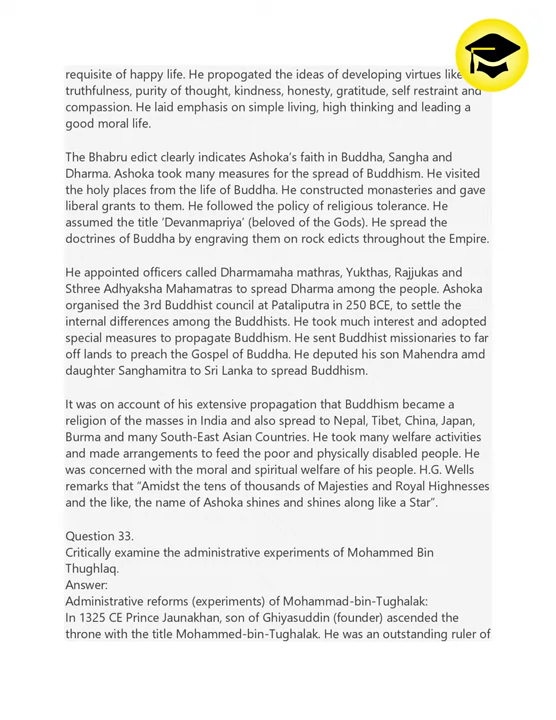 requisite of happy life. He propogated the ideas of developing virtues like
truthfulness, purity of thought, kindness, honesty, gratitude, self restraint and
compassion. He laid emphasis on simple living, high thinking and leading a
good moral life.
The Bhabru edict clearly indicates Ashoka's faith in Buddha, Sangha and
Dharma. Ashoka took many measures for the spread of Buddhism. He visited
the holy places from the life of Buddha. He constructed monasteries and gave
liberal grants to them. He followed the policy of religious tolerance. He
assumed the title ‘Devanmapriya’ (beloved of the Gods). He spread the
doctrines of Buddha by engraving them on rock edicts throughout the Empire.
He appointed officers called Dharmamaha mathras, Yukthas, Rajjukas and
Sthree Adhyaksha Mahamatras to spread Dharma among the people. Ashoka
organised the 3rd Buddhist council at Pataliputra in 250 BCE, to settle the
internal differences among the Buddhists. He took much interest and adopted
special measures to propagate Buddhism. He sent Buddhist missionaries to far
off lands to preach the Gospel of Buddha. He deputed his son Mahendra amd
daughter Sanghamitra to Sri Lanka to spread Buddhism.
It was on account of his extensive propagation that Buddhism became a
religion of the masses in India and also spread to Nepal, Tibet, China, Japan,
Burma and many South-East Asian Countries. He took many welfare activities
and made arrangements to feed the poor and physically disabled people. He
was concerned with the moral and spiritual welfare of his people. H.G. Wells
remarks that “Amidst the tens of thousands of Majesties and Royal Highnesses
and the like, the name of Ashoka shines and shines along like a Star”.
Question 33.
Critically examine the administrative experiments of Mohammed Bin
Thughlaq.
Answer:
Administrative reforms (experiments) of Mohammad-bin-Tughalak:
In 1325 CE Prince Jaunakhan, son of Ghiyasuddin (founder) ascended the
throne with the title Mohammed-bin-Tughalak. He was an outstanding ruler of